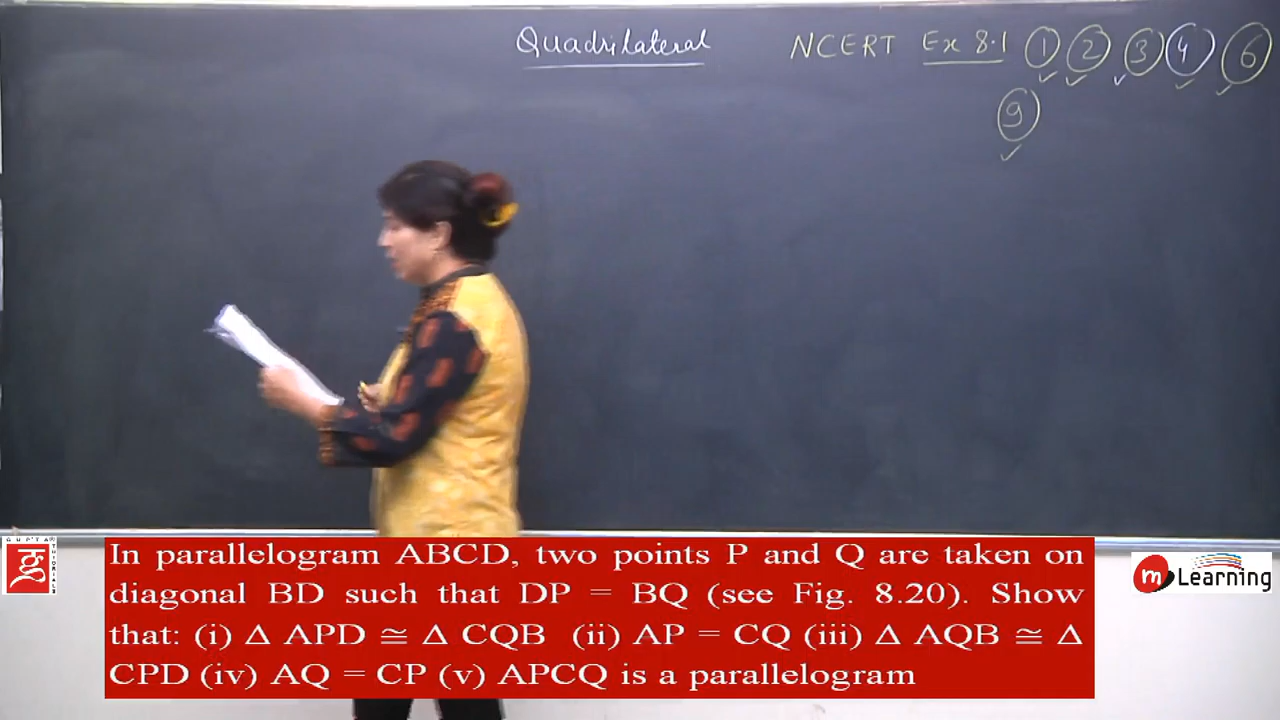 Quadrilateral NCERT Ex 8.1 1 2 3 4 6
9
GUPTA TUTORIALS
In parallelogram ABCD, two points P and Q are taken on
diagonal BD such that DP = BQ (see Fig. 8.20). Show
that: (i) Δ APD ≅ Δ CQB (ii) AP = CQ (iii) Δ AQB ≅ Δ
CPD (iv) AQ = CP (v) APCQ is a parallelogram
m Learning